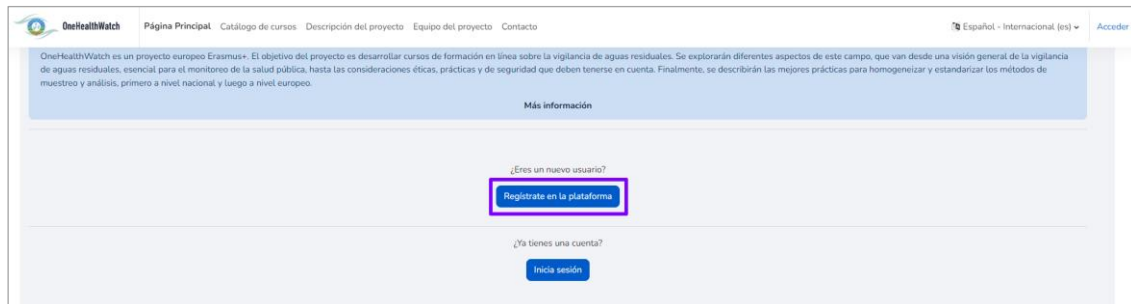 OneHealthWatch Página Principal Catálogo de cursos Descripción del proyecto Equipo del proyecto Contacto Español - Internacional (es) Acceder
OneHealthWatch es un proyecto europeo Erasmus+. El objetivo del proyecto es desarrollar cursos de formación en línea sobre la vigilancia de aguas residuales. Se explorarán diferentes aspectos de este campo, que van desde una visión general de la vigilancia
de aguas residuales, esencial para el monitoreo de la salud pública, hasta las consideraciones éticas, prácticas y de seguridad que deben tenerse en cuenta. Finalmente, se describirán las mejores prácticas para homogeneizar y estandarizar los métodos de
muestreo y análisis, primero a nivel nacional y luego a nivel europeo.
Más información
¿Eres un nuevo usuario?
Regístrate en la plataforma
¿Ya tienes una cuenta?
Inicia sesión